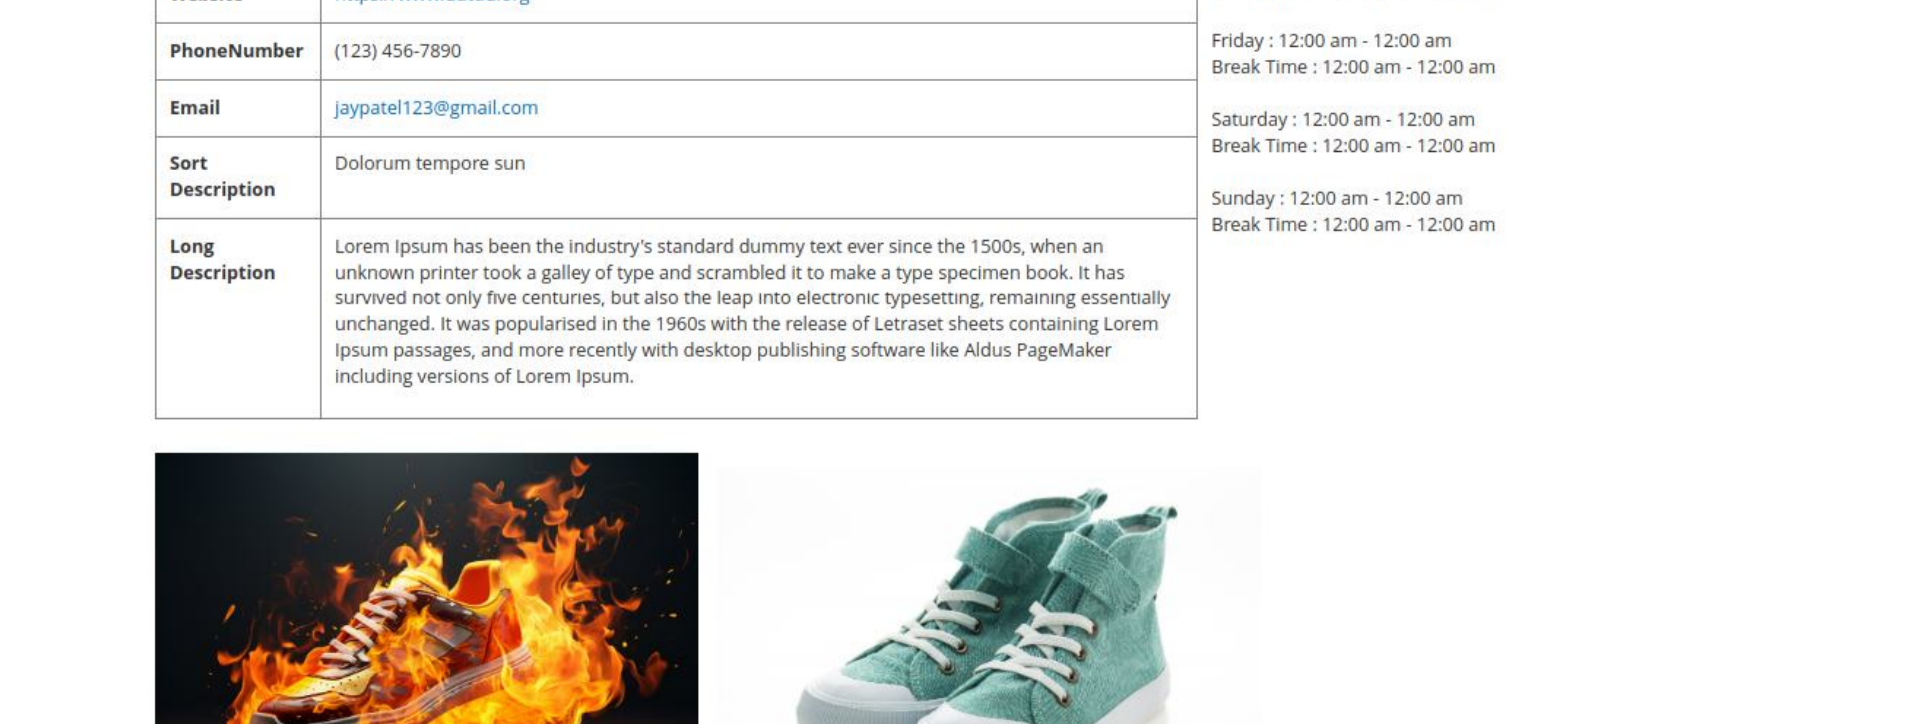 PhoneNumber (123) 456-7890
Email jaypatel123@gmail.com
Sort
Description
Dolorum tempore sun
Long
Description
Lorem Ipsum has been the industry's standard dummy text ever since the 1500s, when an
unknown printer took a galley of type and scrambled it to make a type specimen book. It has
survived not only five centuries, but also the leap into electronic typesetting, remaining essentially
unchanged. It was popularised in the 1960s with the release of Letraset sheets containing Lorem
Ipsum passages, and more recently with desktop publishing software like Aldus PageMaker
including versions of Lorem Ipsum.
Friday : 12:00 am - 12:00 am
Break Time : 12:00 am - 12:00 am
Saturday : 12:00 am - 12:00 am
Break Time : 12:00 am - 12:00 am
Sunday : 12:00 am - 12:00 am
Break Time : 12:00 am - 12:00 am